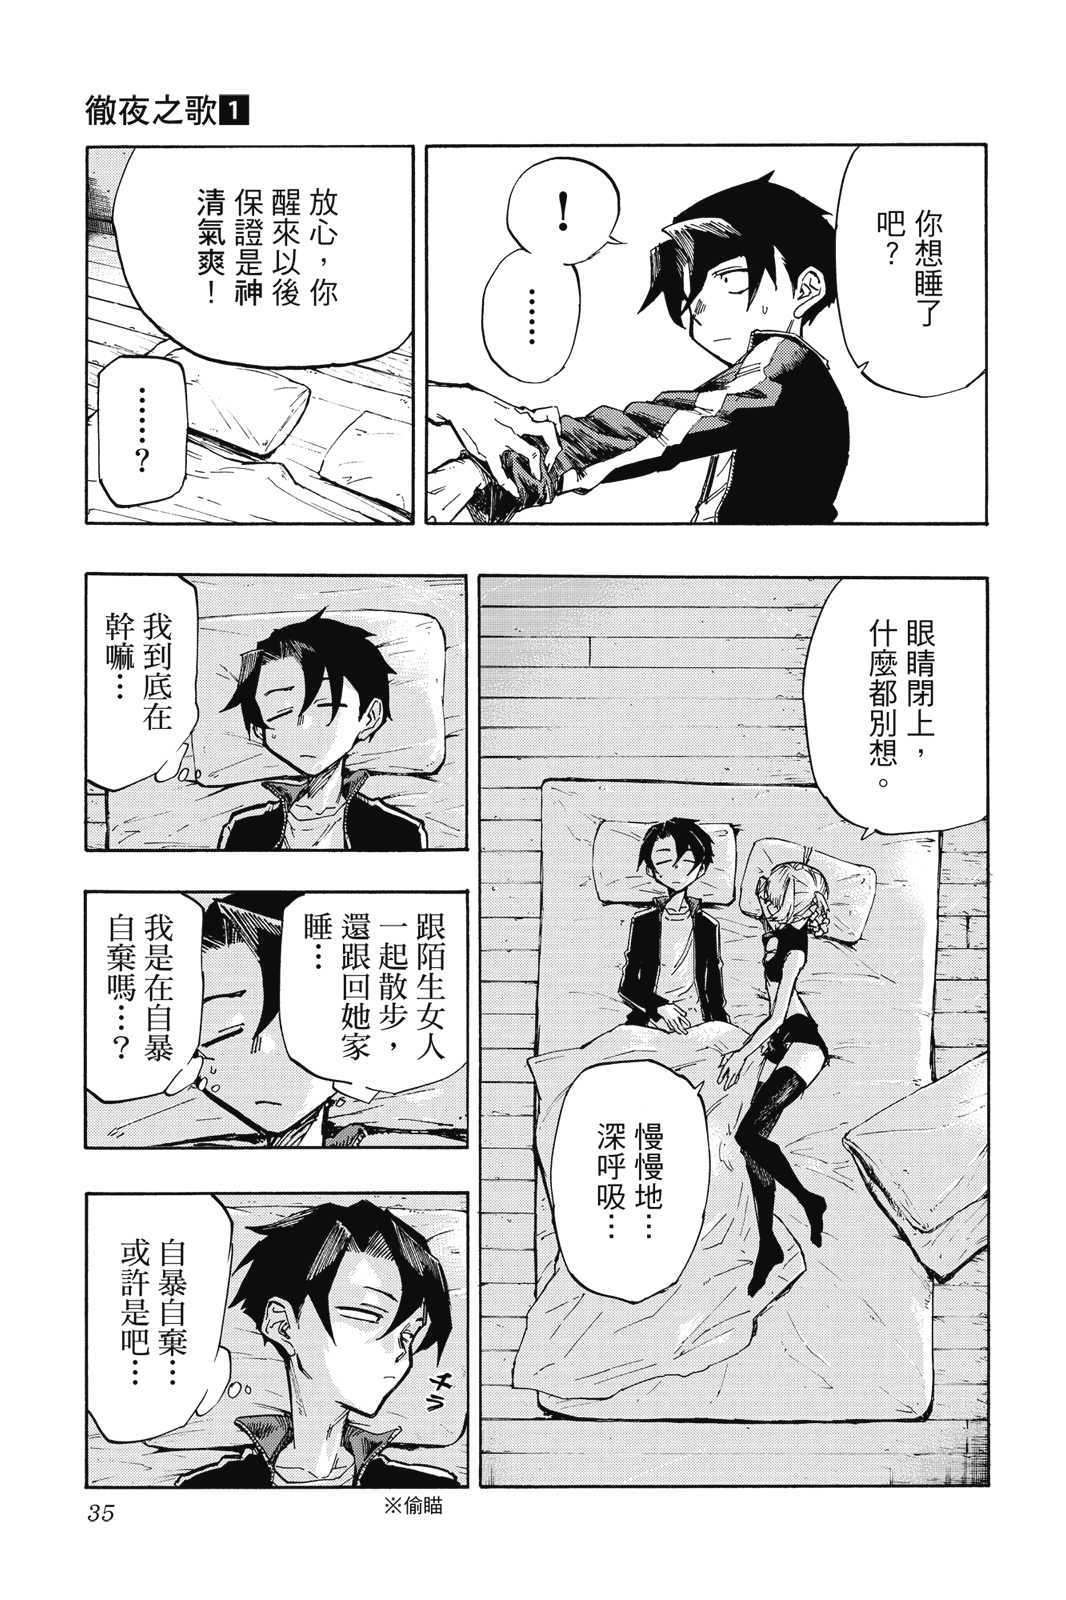 徹夜之歌1
你想睡了
吧？
！
……
放心，你
醒來以後
保證是神
清氣爽！
……？
眼睛閉上，
什麼都別想。
慢慢地…
深呼吸…
我到底在
幹嘛…
跟陌生女人
一起散步，
還跟回她家
睡…
我是在自暴
自棄嗎…？
自暴自棄…
或許是吧…
チラ
※偷瞄
35